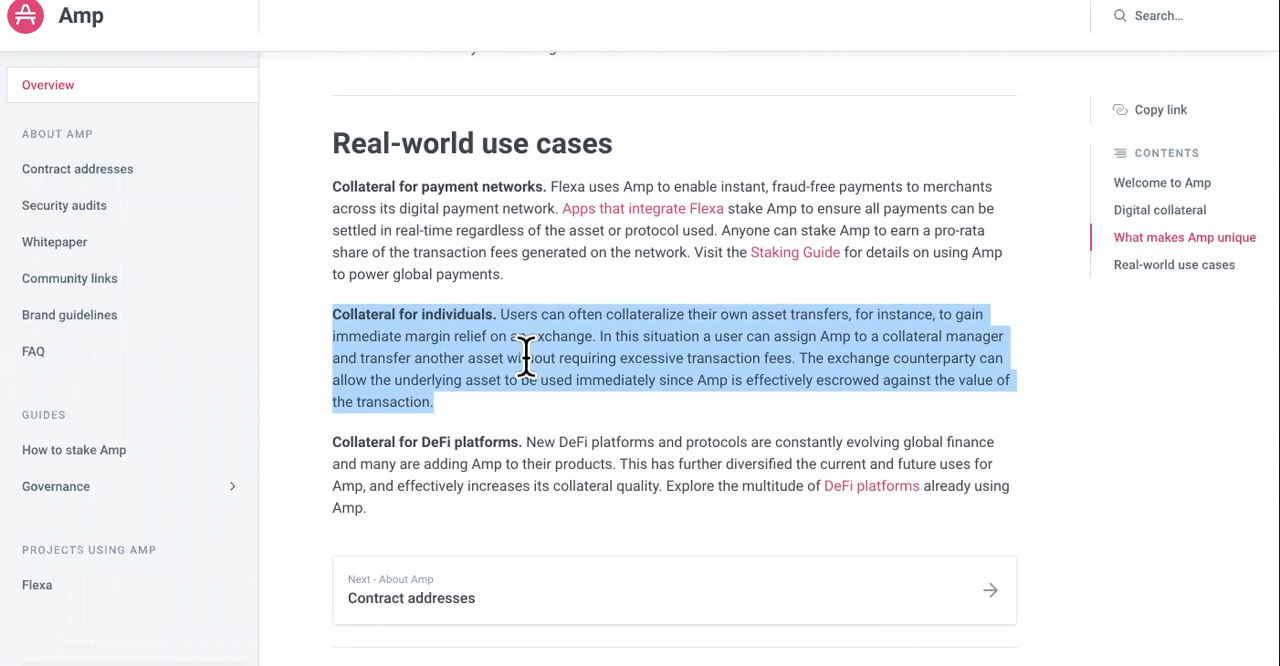 Amp
Search...
Overview
ABOUT AMP
Contract addresses
Security audits
Whitepaper
Community links
Brand guidelines
FAQ
GUIDES
How to stake Amp
Governance
PROJECTS USING AMP
Flexa
Real-world use cases
Collateral for payment networks. Flexa uses Amp to enable instant, fraud-free payments to merchants
across its digital payment network. Apps that integrate Flexa stake Amp to ensure all payments can be
settled in real-time regardless of the asset or protocol used. Anyone can stake Amp to earn a pro-rata
share of the transaction fees generated on the network. Visit the Staking Guide for details on using Amp
to power global payments.
Collateral for individuals. Users can often collateralize their own asset transfers, for instance, to gain
immediate margin relief on an exchange. In this situation a user can assign Amp to a collateral manager
and transfer another asset without requiring excessive transaction fees. The exchange counterparty can
allow the underlying asset to be used immediately since Amp is effectively escrowed against the value of
the transaction.
Collateral for DeFi platforms. New DeFi platforms and protocols are constantly evolving global finance
and many are adding Amp to their products. This has further diversified the current and future uses for
Amp, and effectively increases its collateral quality. Explore the multitude of DeFi platforms already using
Amp.
Next - About Amp
Contract addresses
Copy link
CONTENTS
Welcome to Amp
Digital collateral
What makes Amp unique
Real-world use cases